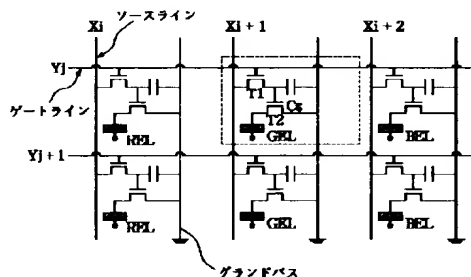 Xi ソースライン Xi+1 Xi+2
Yj
ゲートライン
T1 Cs
T2
REL GEL BEL
Yj+1
REL GEL BEL
グランドバス